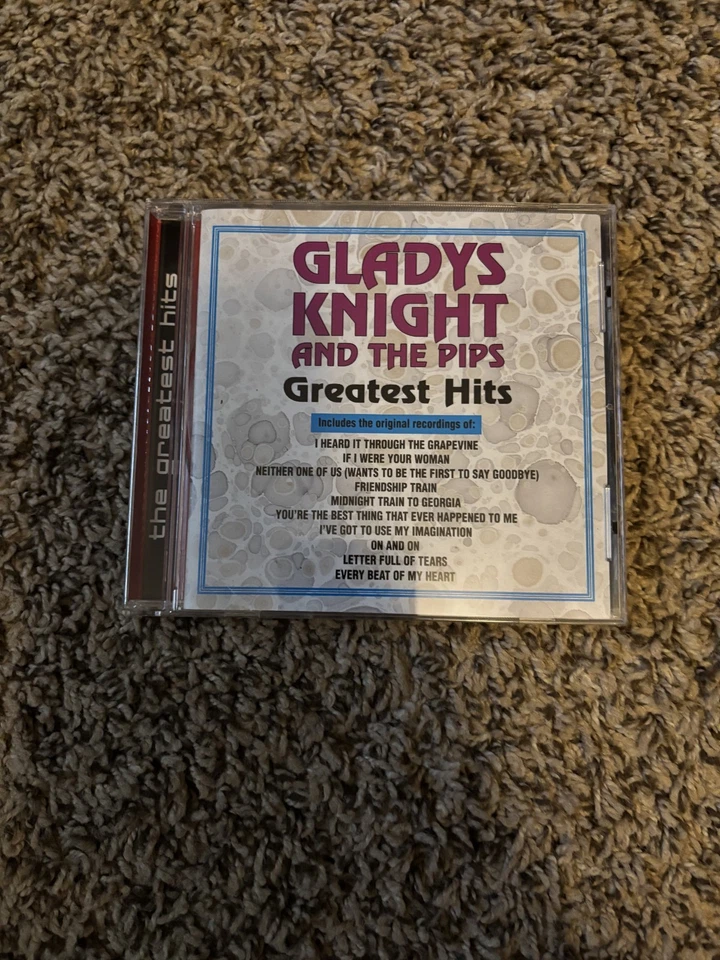 the greatest hits
GLADYS
KNIGHT
AND THE PIPS
Greatest Hits
Includes the original recordings of:
I HEARD IT THROUGH THE GRAPEVINE
IF I WERE YOUR WOMAN
NEITHER ONE OF US (WANTS TO BE THE FIRST TO SAY GOODBYE)
FRIENDSHIP TRAIN
MIDNIGHT TRAIN TO GEORGIA
YOU'RE THE BEST THING THAT EVER HAPPENED TO ME
I'VE GOT TO USE MY IMAGINATION
ON AND ON
LETTER FULL OF TEARS
EVERY BEAT OF MY HEART